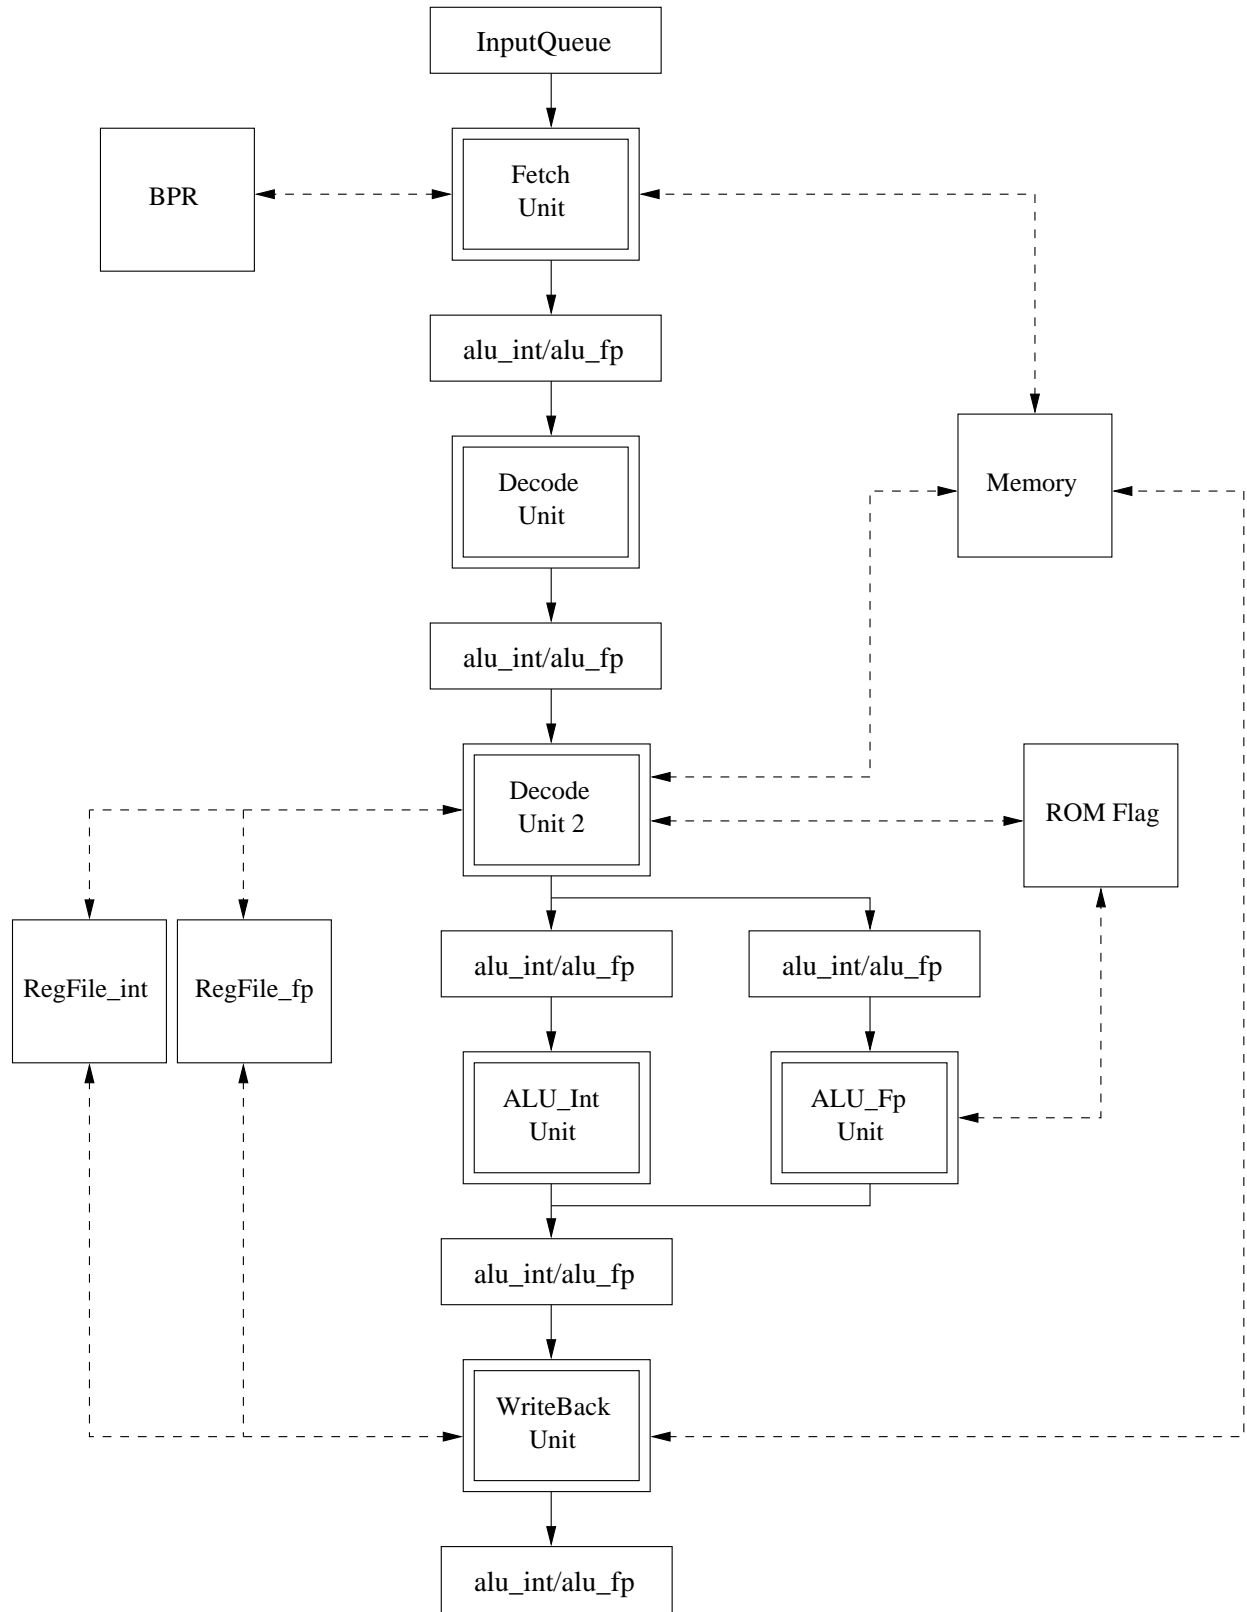 InputQueue
BPR
Fetch
Unit
alu_int/alu_fp
Decode
Unit
Memory
alu_int/alu_fp
Decode
Unit 2
ROM Flag
RegFile_int
RegFile_fp
alu_int/alu_fp
alu_int/alu_fp
ALU_Int
Unit
ALU_Fp
Unit
alu_int/alu_fp
WriteBack
Unit
alu_int/alu_fp